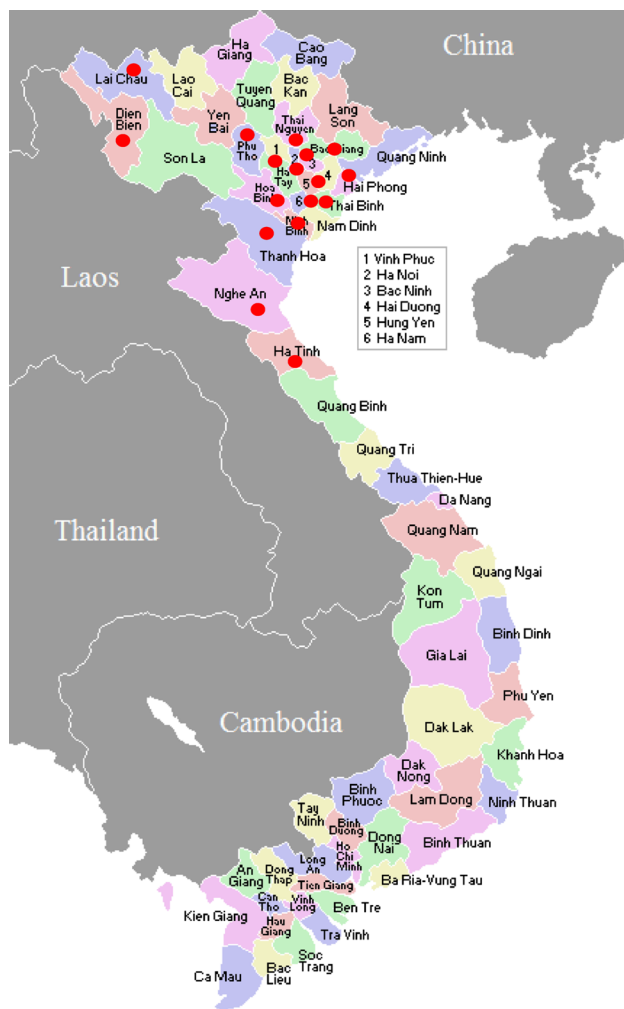 China
Ha
Giang
Cao
Bang
Lai Chau
Lao
Cai
Bac
Kan
Tuyen
Quang
Lang
Son
Dien
Bien
Yen
Bai
Thai
Nguyen
Phu
Tho
1
2
3
Bac Giang
Quang Ninh
Son La
Ha
Tay
4
5
Hai Phong
Hoa
Binh
6
Thai Binh
Ninh
Binh
Nam Dinh
Thanh Hoa
1 Vinh Phuc
2 Ha Noi
3 Bac Ninh
4 Hai Duong
5 Hung Yen
6 Ha Nam
Laos
Nghe An
Ha Tinh
Quang Binh
Quang Tri
Thua Thien-Hue
Da Nang
Thailand
Quang Nam
Quang Ngai
Kon
Tum
Binh Dinh
Gia Lai
Phu Yen
Cambodia
Dak Lak
Khanh Hoa
Dak
Nong
Binh
Phuoc
Lam Dong
Ninh Thuan
Tay
Ninh
Binh
Duong
Dong
Nai
Binh Thuan
Ho
Chi
Minh
Long
An
An
Giang
Dong
Thap
Tien Giang
Ba Ria-Vung Tau
Can
Tho
Vinh
Long
Ben Tre
Kien Giang
Hau
Giang
Tra Vinh
Soc
Trang
Ca Mau
Bac
Lieu